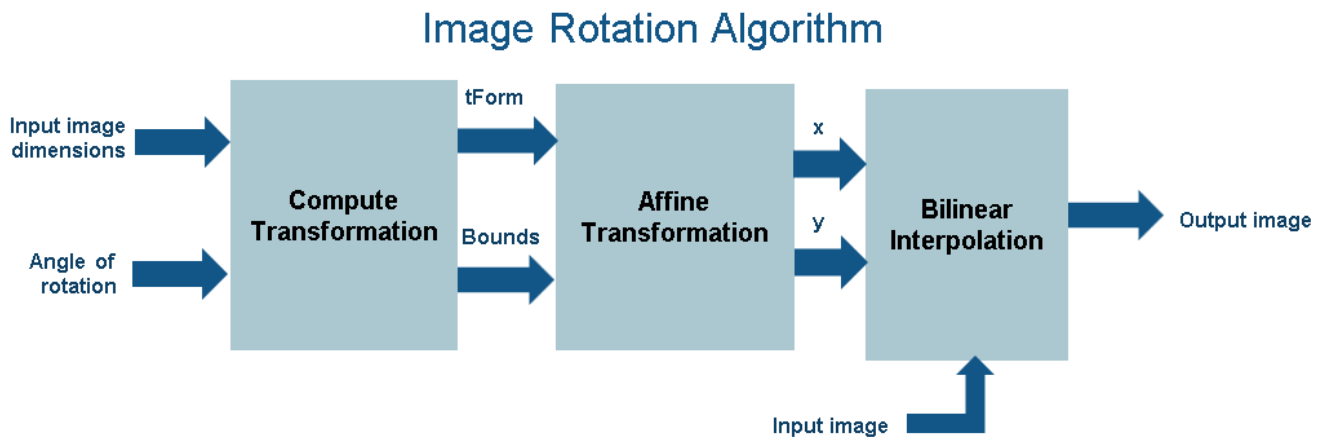 Image Rotation Algorithm
Input image
dimensions
Angle of
rotation
Compute
Transformation
tForm
Bounds
Affine
Transformation
x
y
Bilinear
Interpolation
Output image
Input image